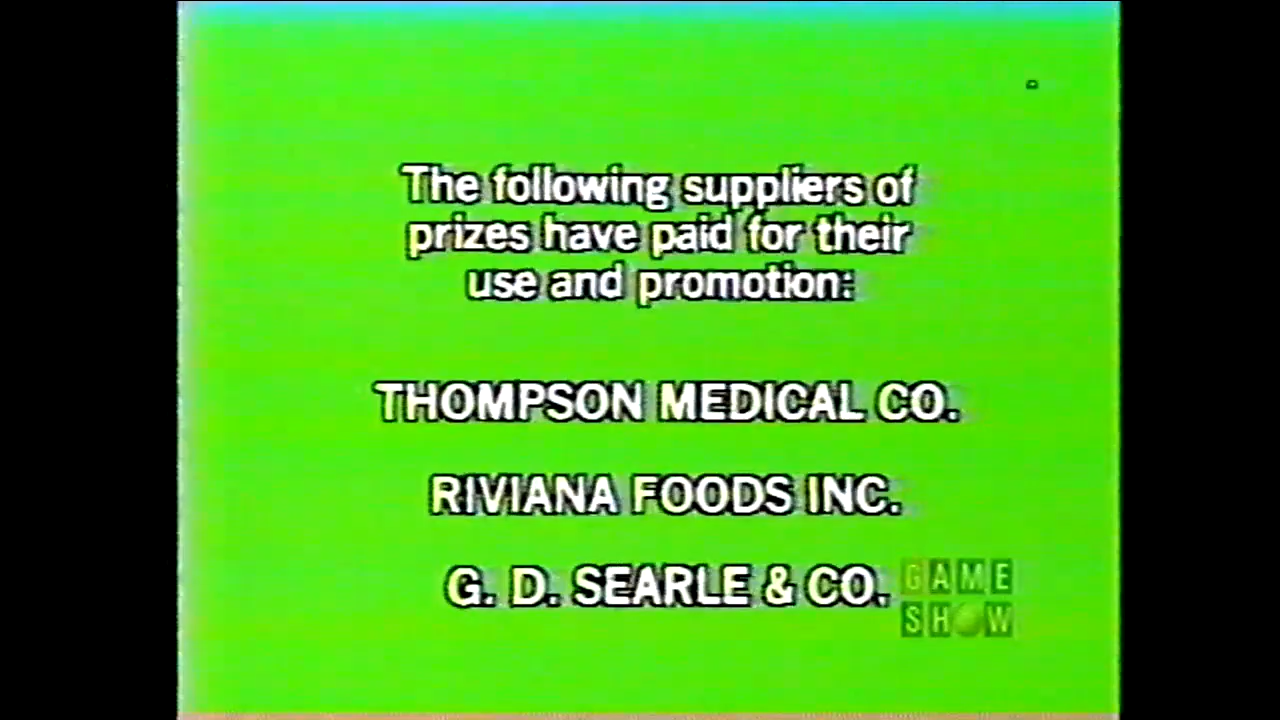 The following suppliers of
prizes have paid for their
use and promotion:
THOMPSON MEDICAL CO.
RIVIANA FOODS INC.
G. D. SEARLE & CO.
GAME
SHOW